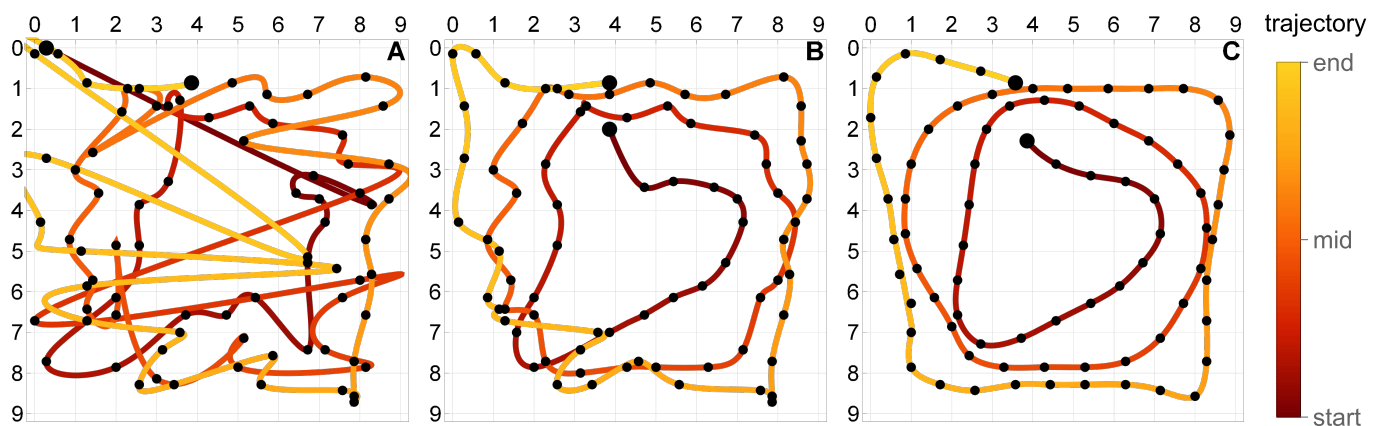 0 1 2 3 4 5 6 7 8 9 0 1 2 3 4 5 6 7 8 9 0 1 2 3 4 5 6 7 8 9 trajectory
0 A 0 B 0 C end
1 1 1
2 2 2
3 3 3
4 4 4
mid
5 5 5
6 6 6
7 7 7
8 8 8
9 9 9 start